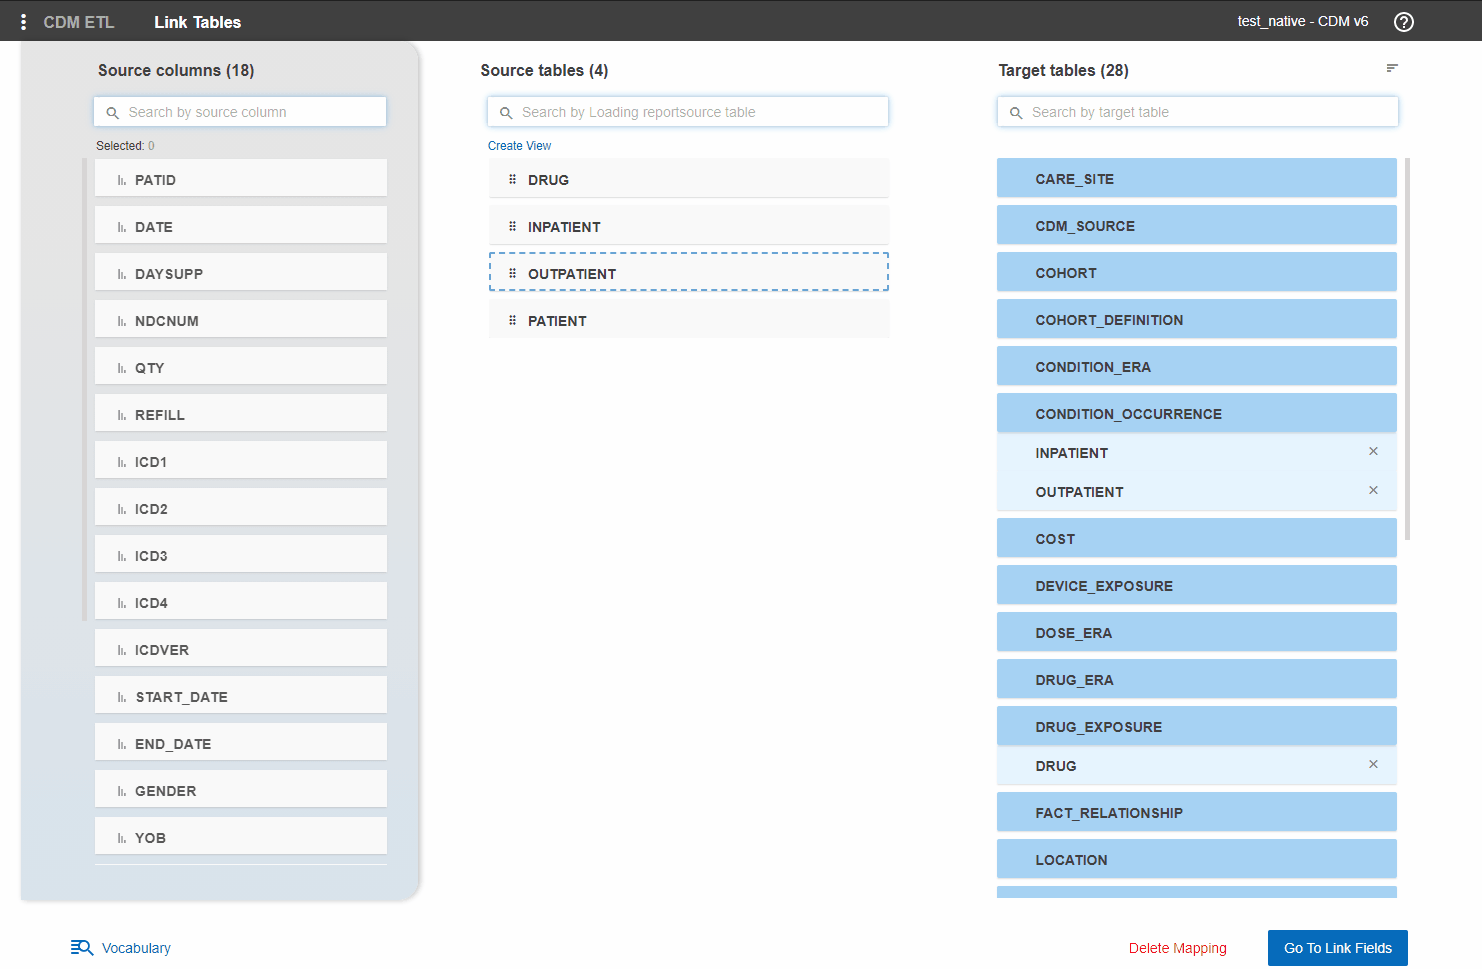 CDM ETL
Link Tables
test_native - CDM v6
Source columns (18)
Search by source column
Selected: 0
PATID
DATE
DAYSUPP
NDCNUM
QTY
REFILL
ICD1
ICD2
ICD3
ICD4
ICDVER
START_DATE
END_DATE
GENDER
YOB
Source tables (4)
Search by Loading reportsource table
Create View
DRUG
INPATIENT
OUTPATIENT
PATIENT
Target tables (28)
Search by target table
CARE_SITE
CDM_SOURCE
COHORT
COHORT_DEFINITION
CONDITION_ERA
CONDITION_OCCURRENCE
INPATIENT
OUTPATIENT
COST
DEVICE_EXPOSURE
DOSE_ERA
DRUG_ERA
DRUG_EXPOSURE
DRUG
FACT_RELATIONSHIP
LOCATION
Vocabulary
Delete Mapping
Go To Link Fields